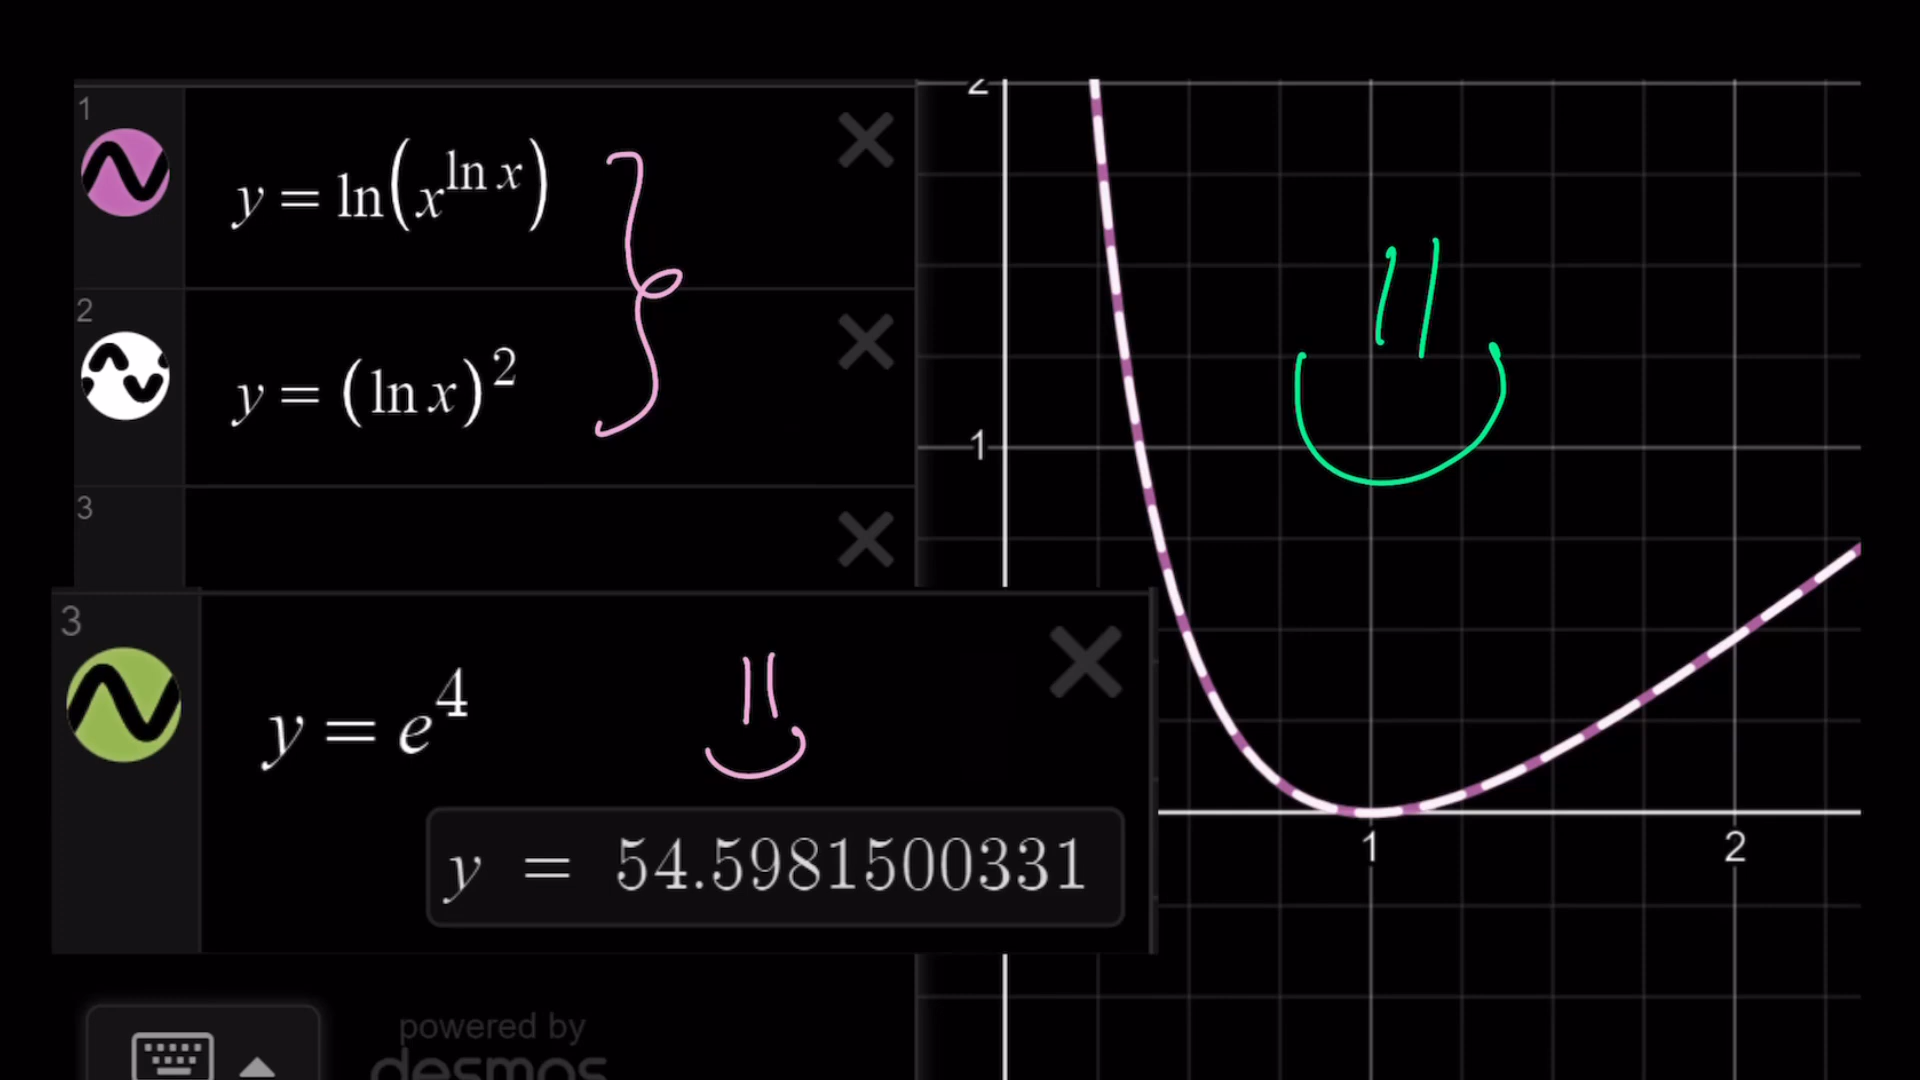 1
y = ln(x^{ln x})
2
y = (ln x)^2
3
3
y = e^4
y = 54.5981500331
powered by
desmos
2
1
1
2